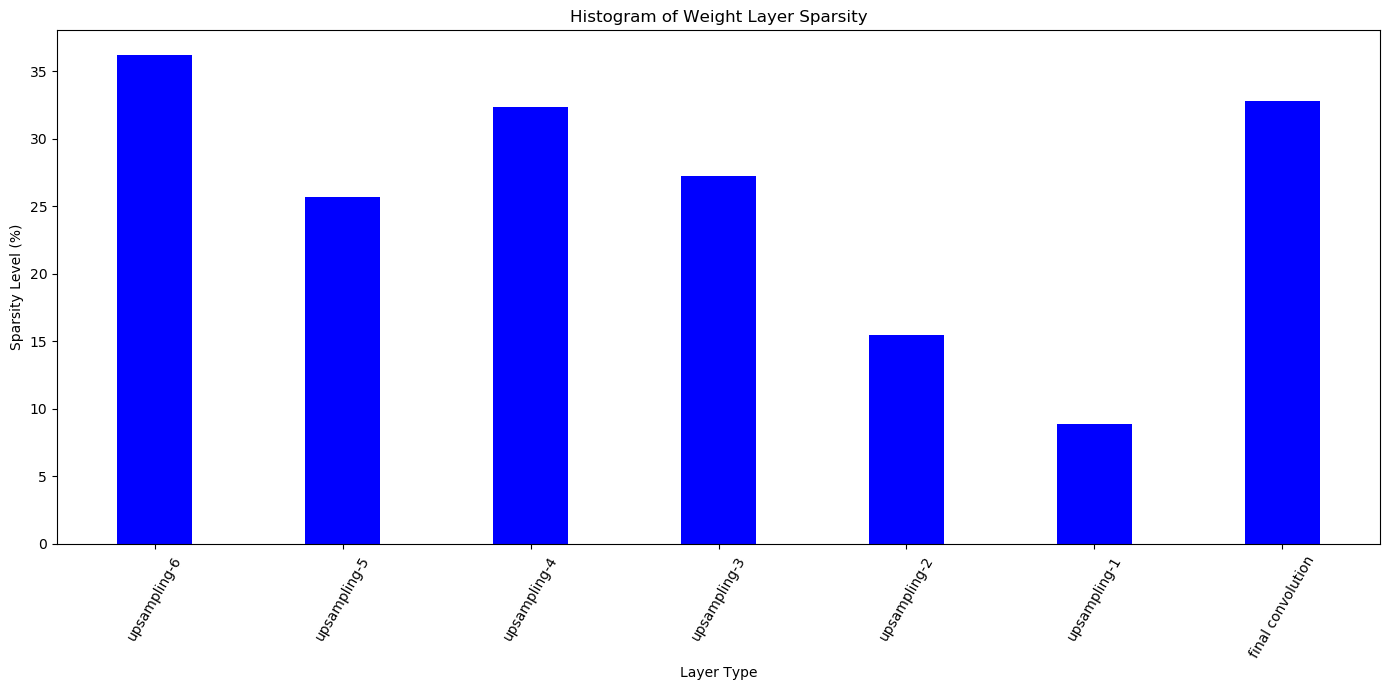 Histogram of Weight Layer Sparsity
Sparsity Level (%)
35
30
25
20
15
10
5
0
upsampling-6
upsampling-5
upsampling-4
upsampling-3
upsampling-2
upsampling-1
final convolution
Layer Type